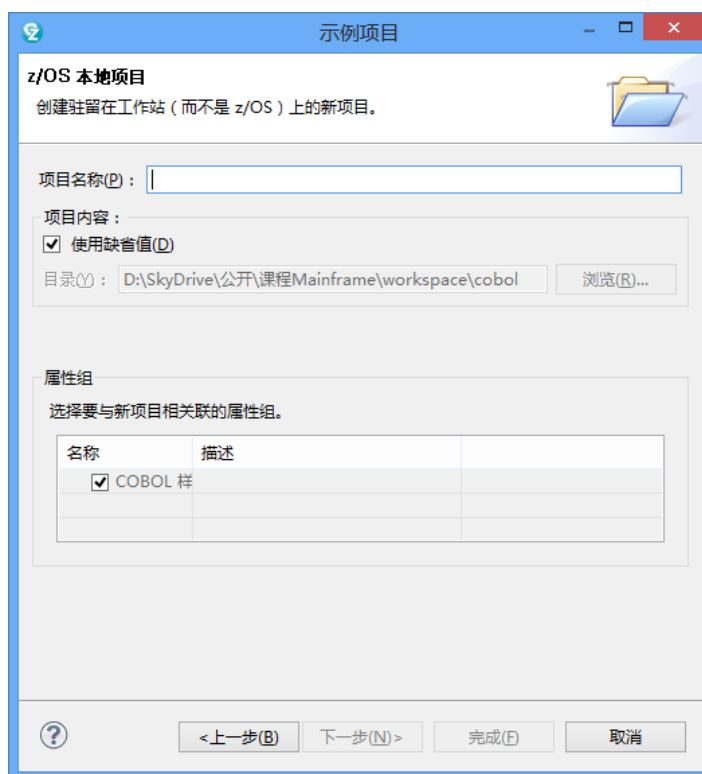 示例项目
z/OS 本地项目
创建驻留在工作站（而不是 z/OS）上的新项目。
项目名称(P)：
项目内容：
使用缺省值(D)
目录(Y)： D:\SkyDrive\公开\课程Mainframe\workspace\cobol 浏览(R)...
属性组
选择要与新项目相关联的属性组。
名称 描述
COBOL 样
<上一步(B) 下一步(N)> 完成(F) 取消